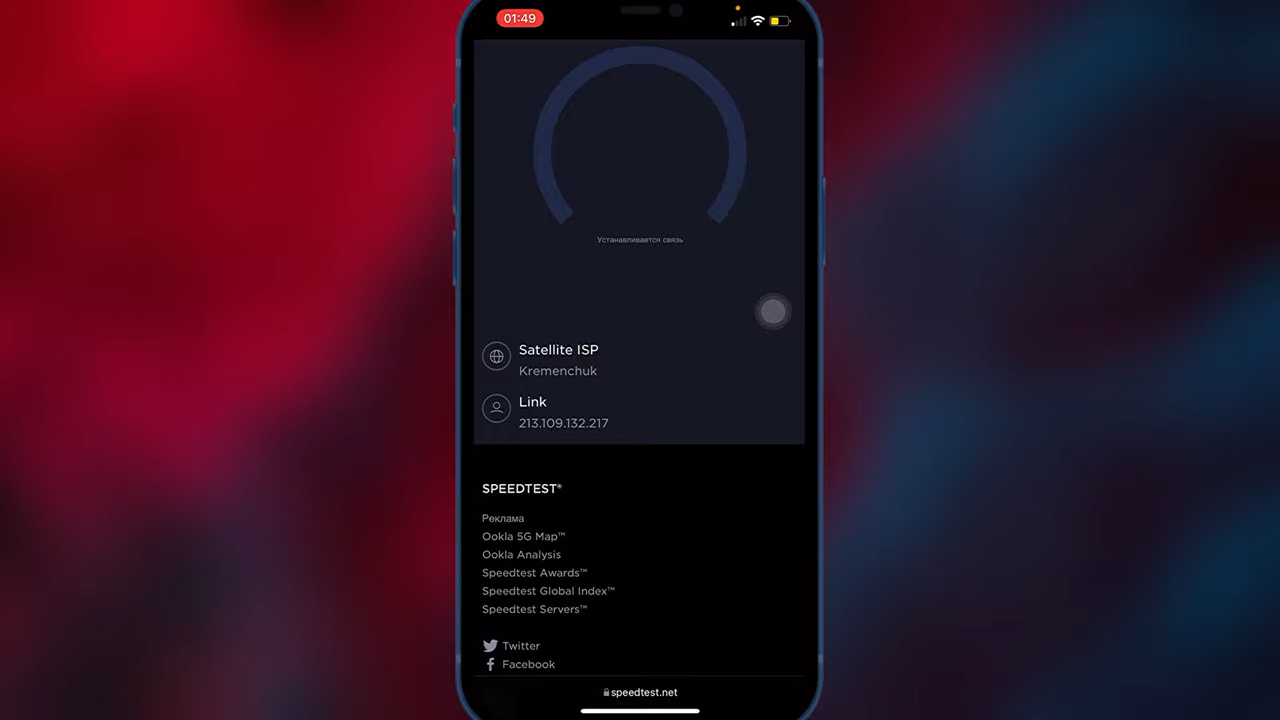 01:49
Устанавливается связь
Satellite ISP
Kremenchuk
Link
213.109.132.217
SPEEDTEST®
Реклама
Ookla 5G Map™
Ookla Analysis
Speedtest Awards™
Speedtest Global Index™
Speedtest Servers™
Twitter
Facebook
speedtest.net